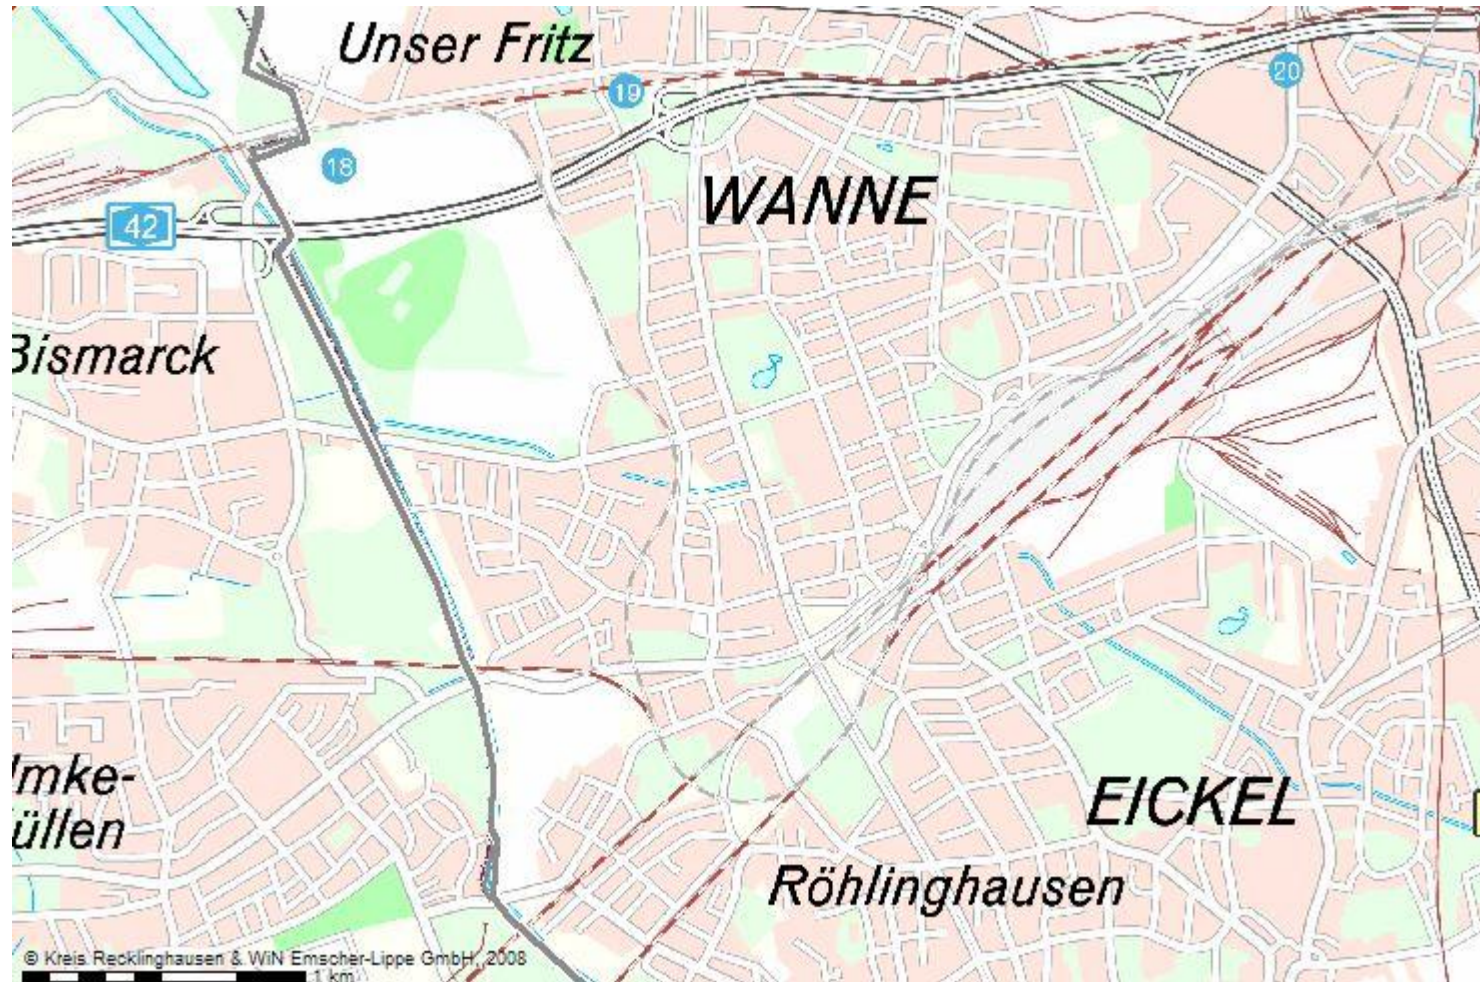 Unser Fritz
19
20
18
WANNE
42
Bismarck
EICKEL
Röhlinghausen
© Kreis Recklinghausen & WiN Emscher-Lippe GmbH, 2008
1 km